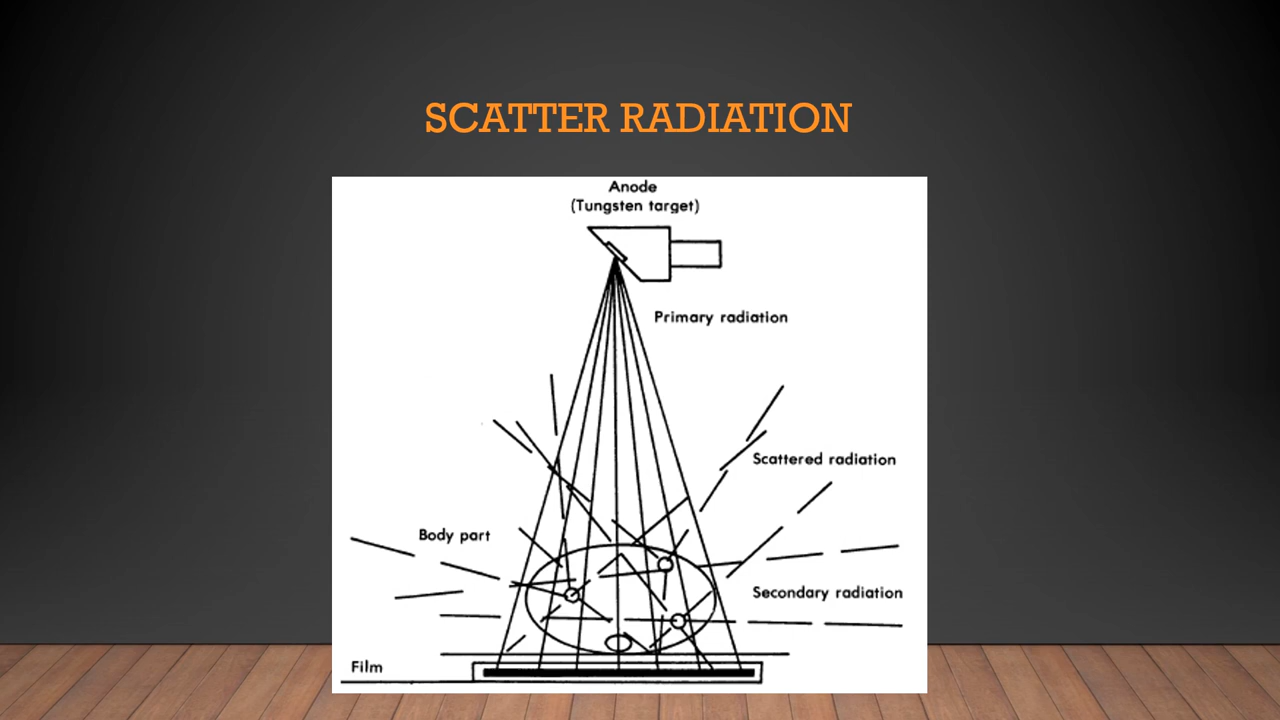 SCATTER RADIATION
Anode
(Tungsten target)
Primary radiation
Scattered radiation
Body part
Secondary radiation
Film